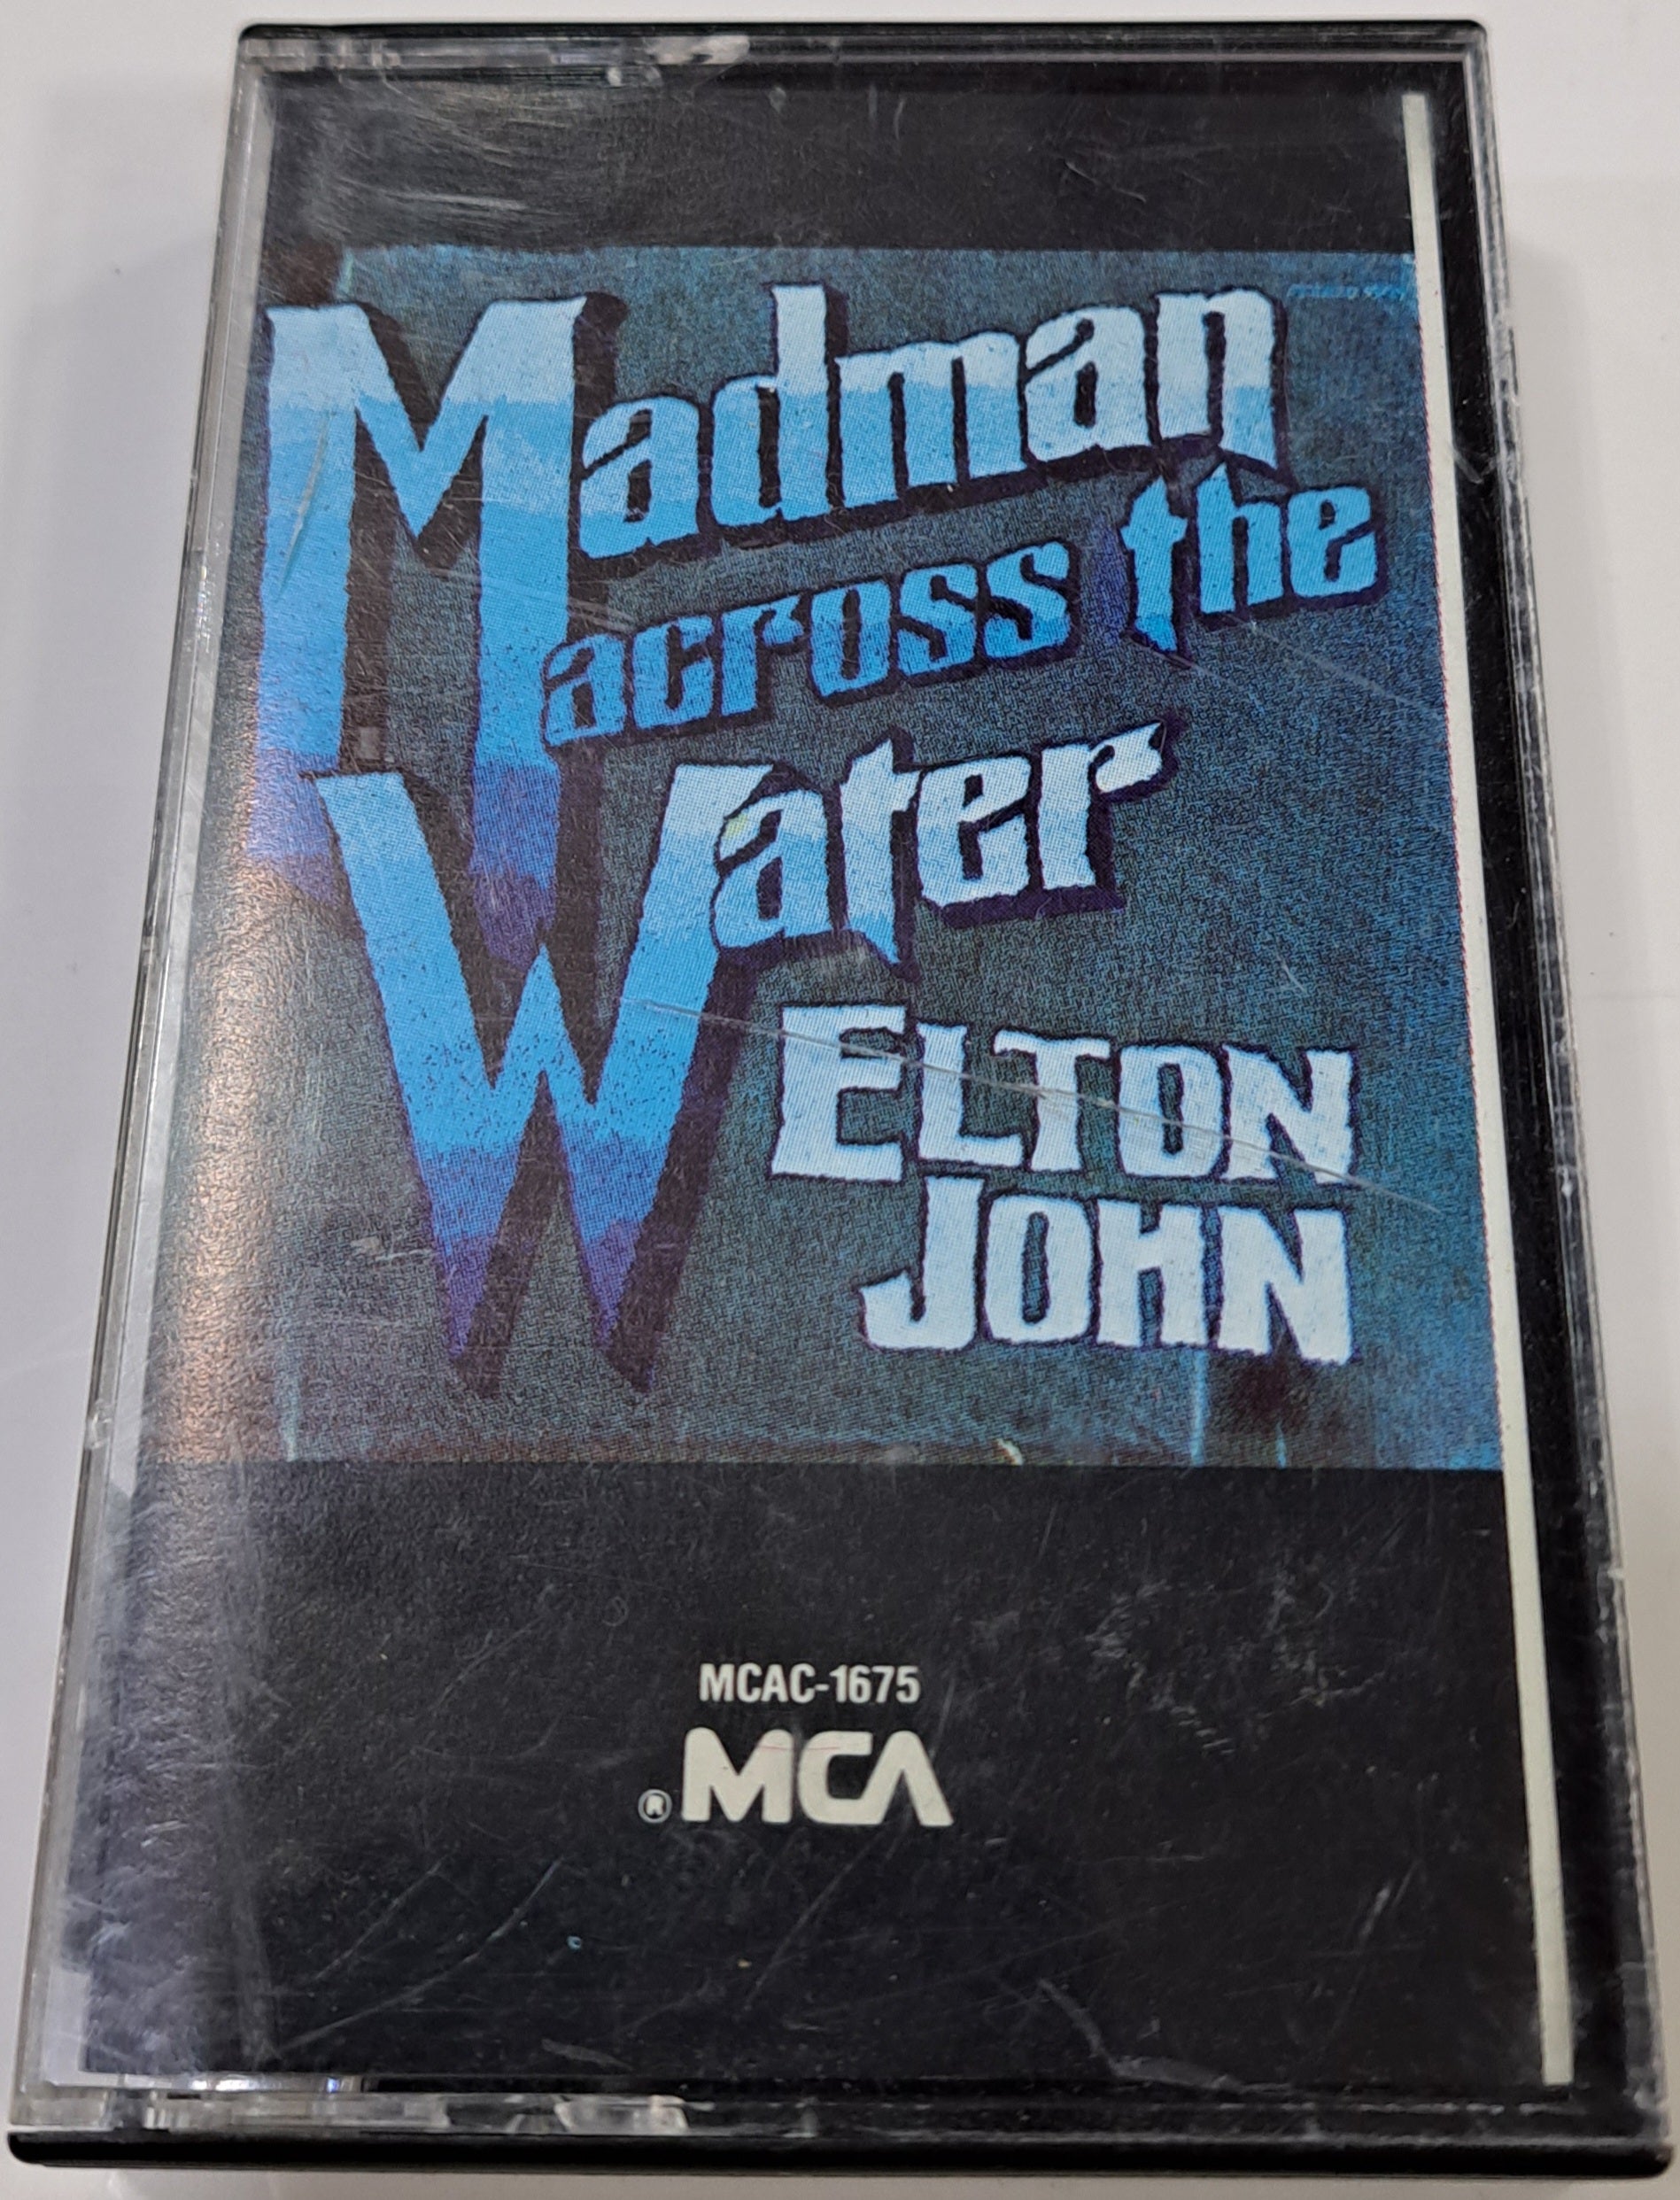 Madman
across the
Water
ELTON
JOHN
MCAC-1675
® MCA